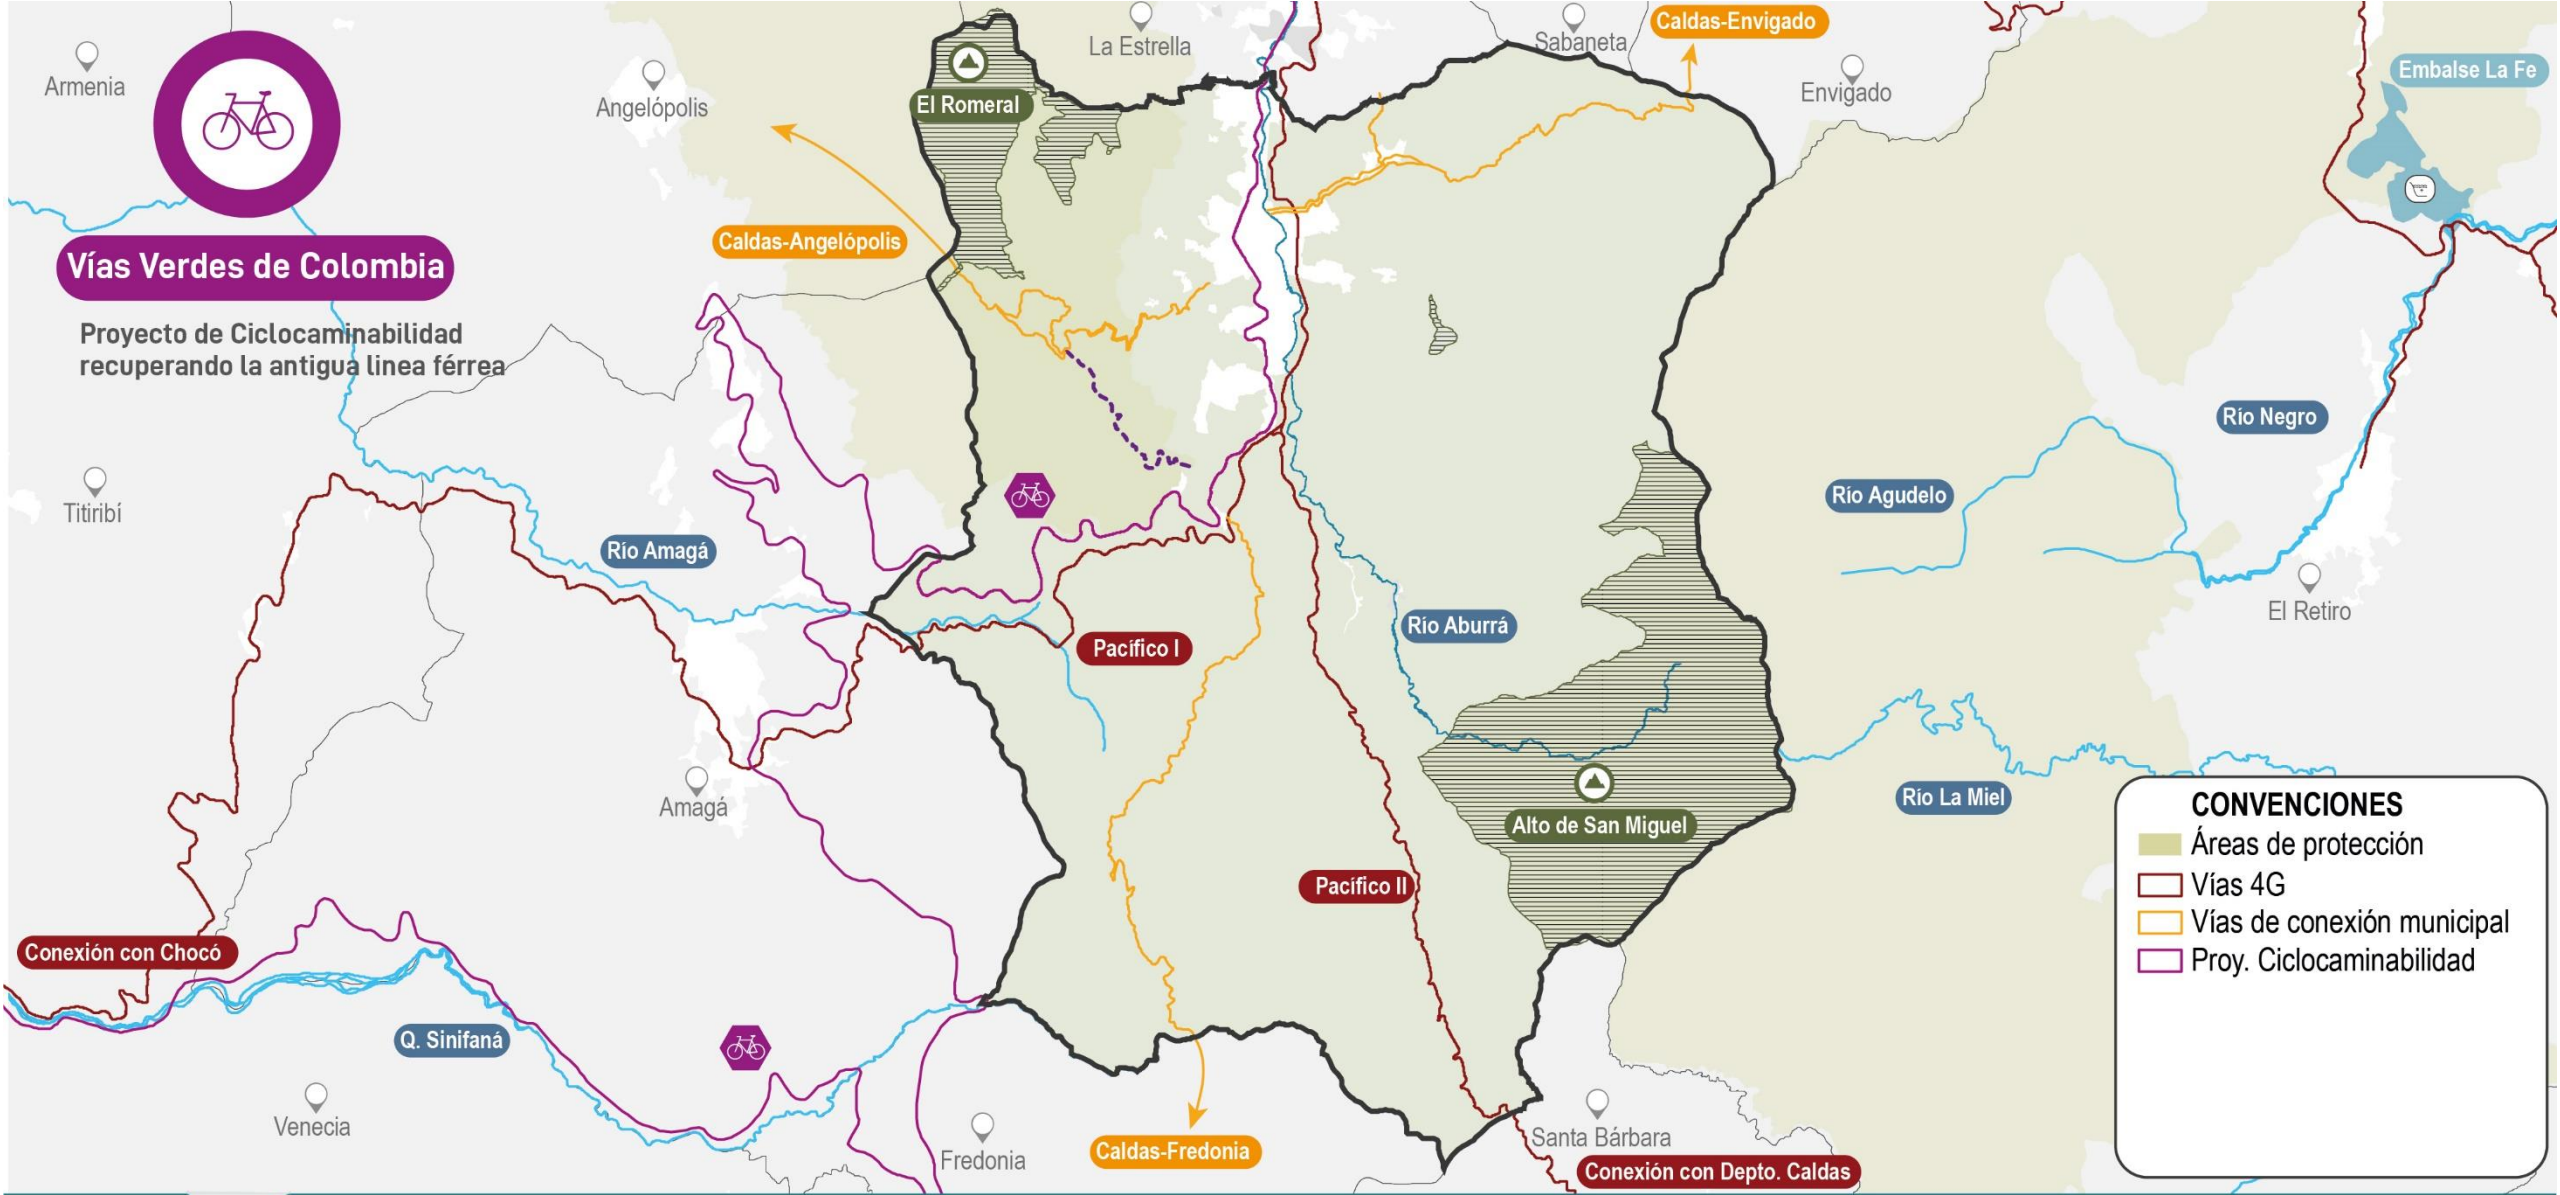 La Estrella
Sabaneta
Caldas-Envigado
Armenia
Angelópolis
El Romeral
Envigado
Embalse La Fe
Caldas-Angelópolis
Vías Verdes de Colombia
Proyecto de Ciclocaminabilidad
recuperando la antigua linea férrea
Río Negro
Titiribí
Río Agudelo
Río Amagá
El Retiro
Río Aburrá
Pacífico I
Amagá
Río La Miel
Alto de San Miguel
Pacífico II
Conexión con Chocó
Q. Sinifaná
Venecia
Fredonia
Caldas-Fredonia
Santa Bárbara
Conexión con Depto. Caldas
CONVENCIONES
Áreas de protección
Vías 4G
Vías de conexión municipal
Proy. Ciclocaminabilidad